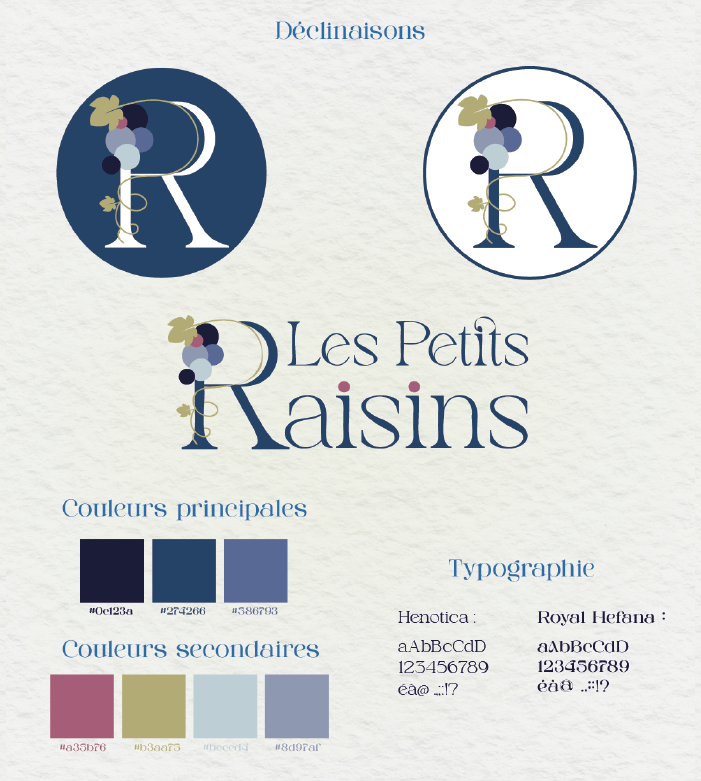 Déclinaisons
R
R
Les Petits
Raisins
Couleurs principales
#0e123a #274266 #586793
Couleurs secondaires
#a35b76 #b3aa75 #8d97af
Typographie
Henotica : Royal Hefana :
aAbBcCdD aAbBcCdD
123456789 123456789
éà@ .,;:!? éà@ .,;:!?